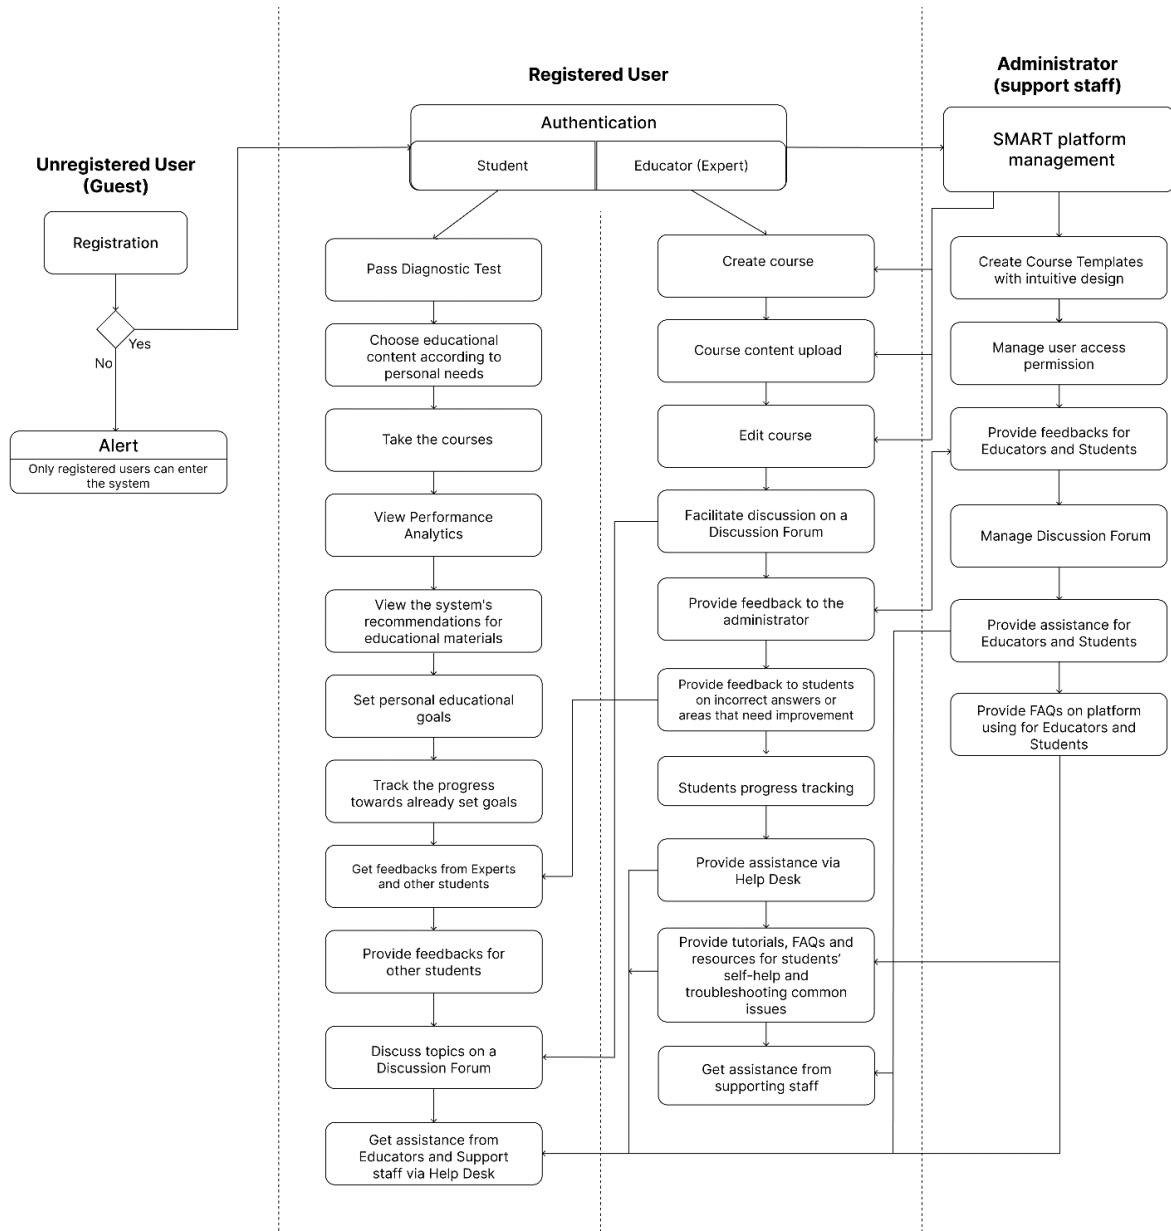 Registered User
Administrator
(support staff)
Unregistered User
(Guest)
Registration
Yes
No
Alert
Only registered users can enter
the system
Authentication
Student
Educator (Expert)
SMART platform
management
Pass Diagnostic Test
Choose educational
content according to
personal needs
Take the courses
View Performance
Analytics
View the system's
recommendations for
educational materials
Set personal educational
goals
Track the progress
towards already set goals
Get feedbacks from Experts
and other students
Provide feedbacks for
other students
Discuss topics on a
Discussion Forum
Get assistance from
Educators and Support
staff via Help Desk
Create course
Course content upload
Edit course
Facilitate discussion on a
Discussion Forum
Provide feedback to the
administrator
Provide feedback to students
on incorrect answers or
areas that need improvement
Students progress tracking
Provide assistance via
Help Desk
Provide tutorials, FAQs and
resources for students'
self-help and
troubleshooting common
issues
Get assistance from
supporting staff
Create Course Templates
with intuitive design
Manage user access
permission
Provide feedbacks for
Educators and Students
Manage Discussion Forum
Provide assistance for
Educators and Students
Provide FAQs on platform
using for Educators and
Students